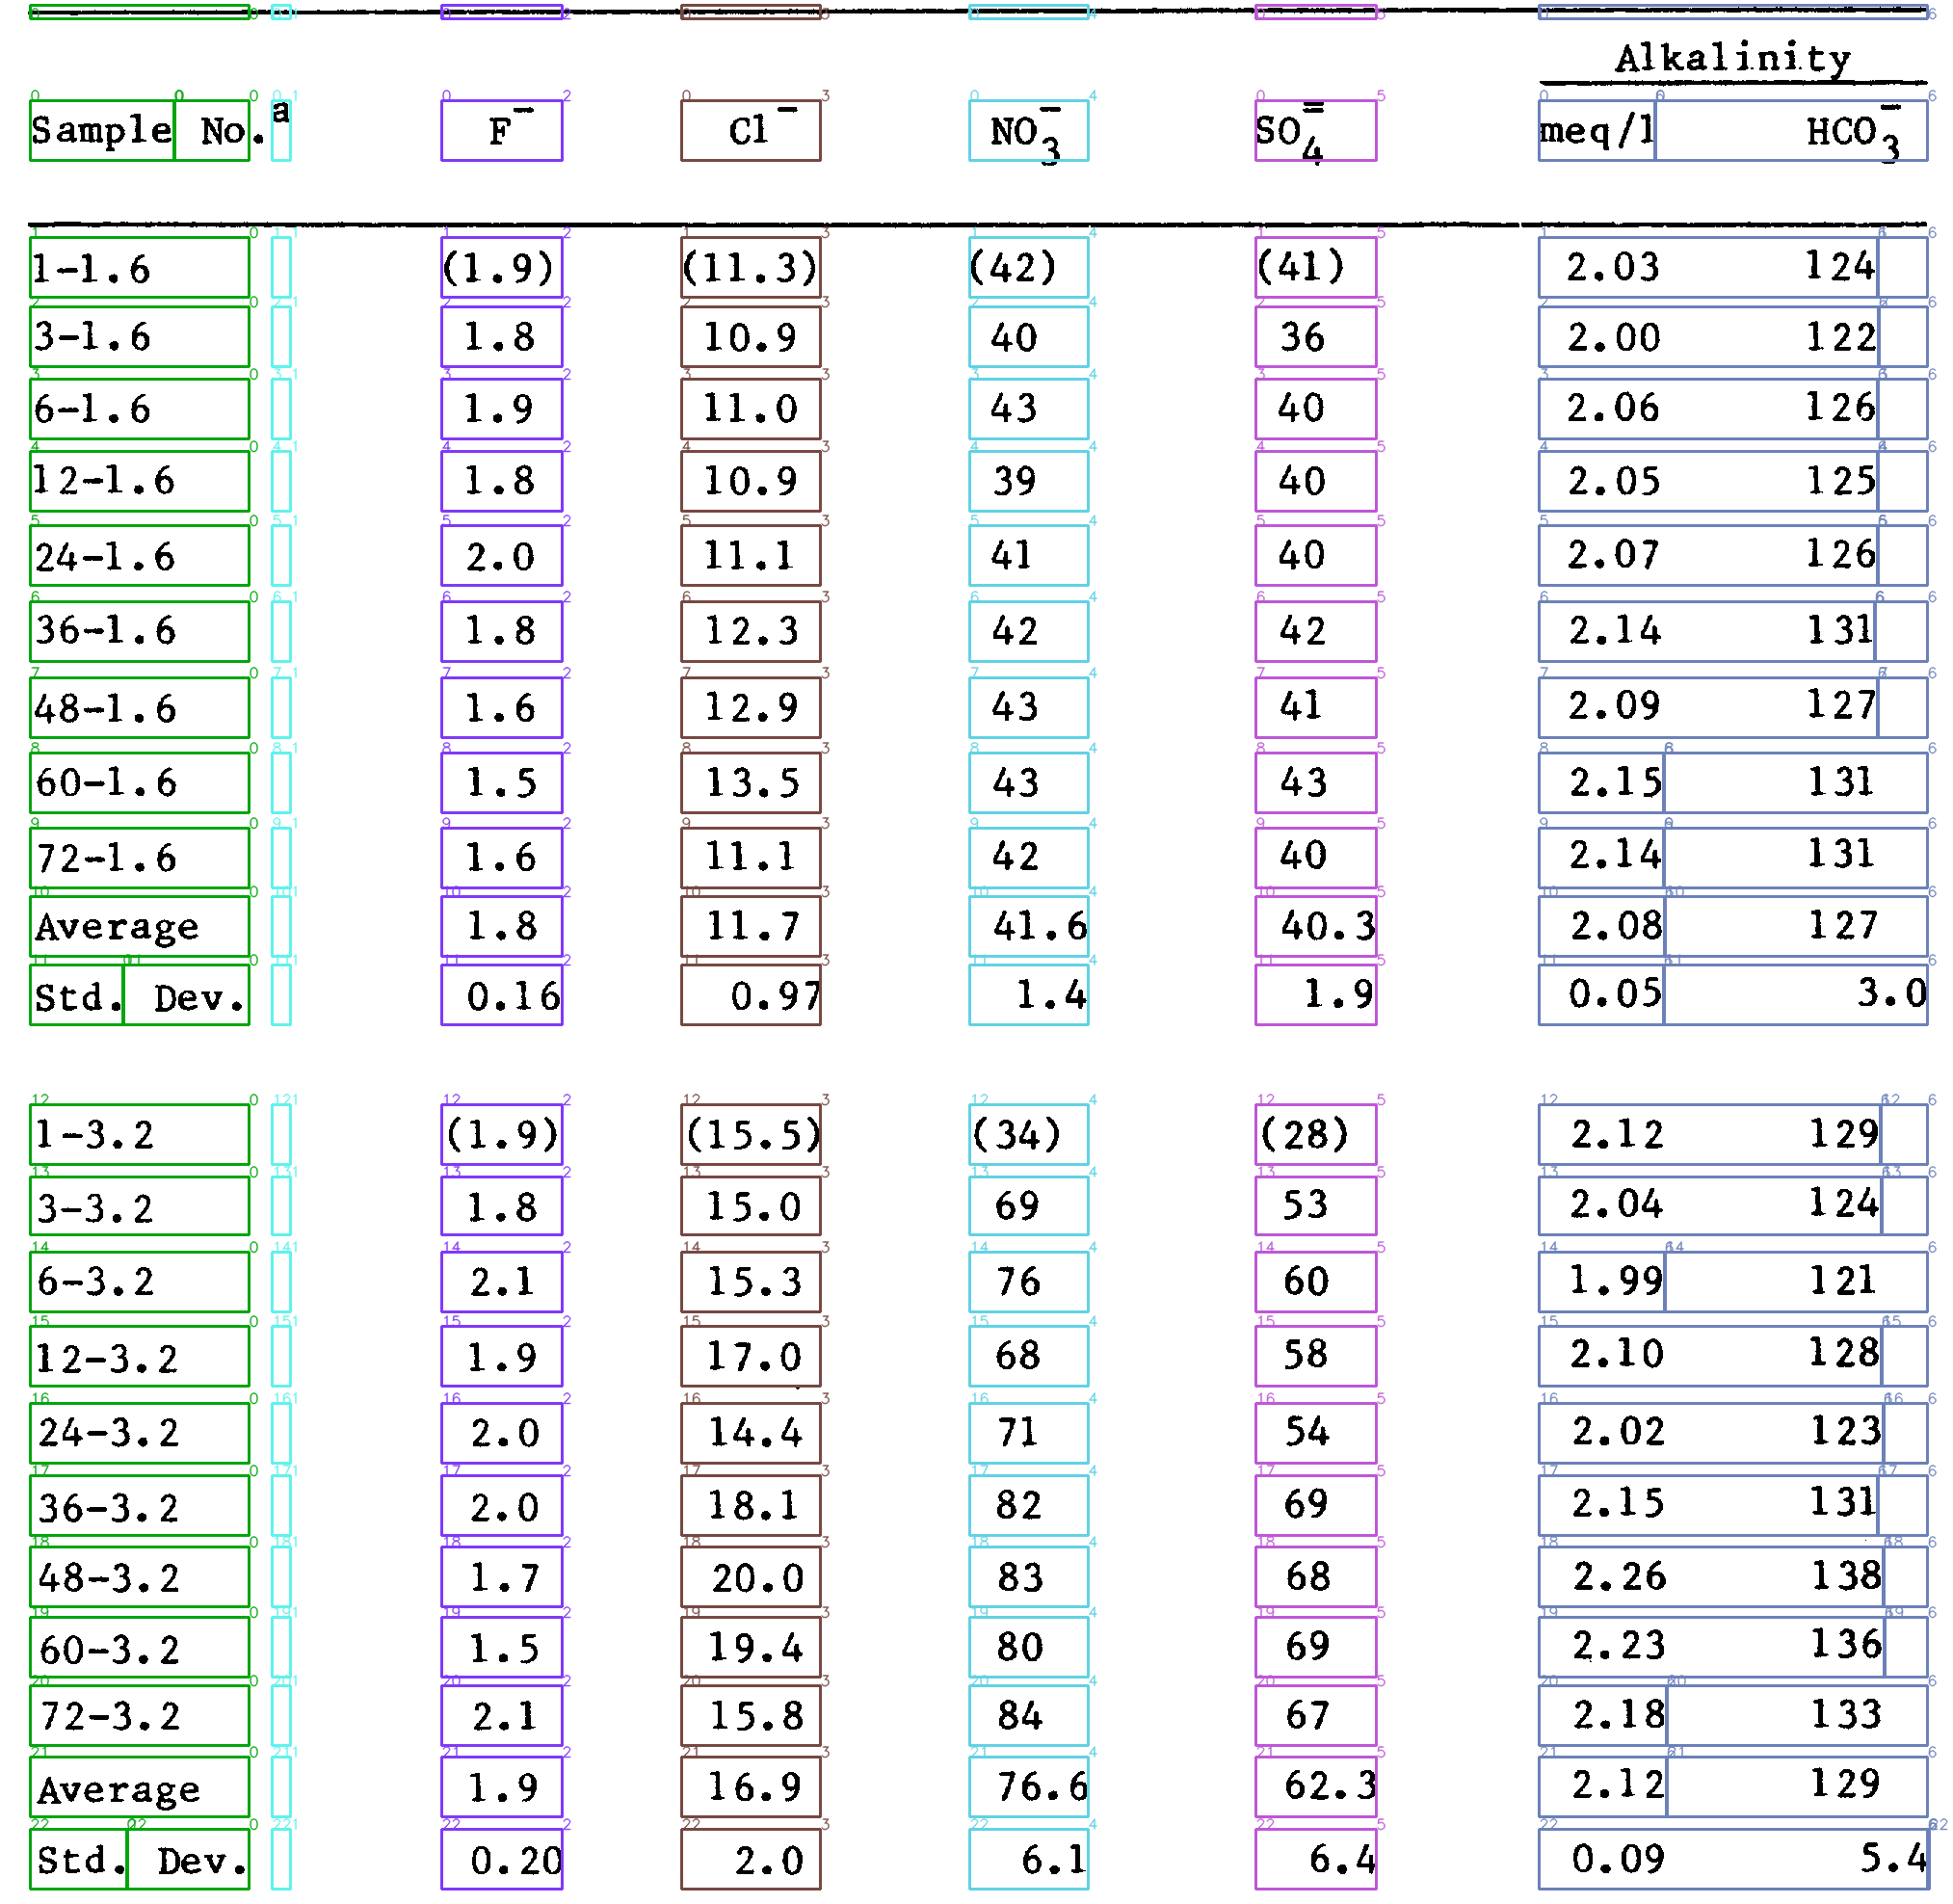 Alkalinity
Sample No.a F− Cl− NO3− SO4= meq/l HCO3−
1-1.6 (1.9) (11.3) (42) (41) 2.03 124
3-1.6 1.8 10.9 40 36 2.00 122
6-1.6 1.9 11.0 43 40 2.06 126
12-1.6 1.8 10.9 39 40 2.05 125
24-1.6 2.0 11.1 41 40 2.07 126
36-1.6 1.8 12.3 42 42 2.14 131
48-1.6 1.6 12.9 43 41 2.09 127
60-1.6 1.5 13.5 43 43 2.15 131
72-1.6 1.6 11.1 42 40 2.14 131
Average 1.8 11.7 41.6 40.3 2.08 127
Std. Dev. 0.16 0.97 1.4 1.9 0.05 3.0
1-3.2 (1.9) (15.5) (34) (28) 2.12 129
3-3.2 1.8 15.0 69 53 2.04 124
6-3.2 2.1 15.3 76 60 1.99 121
12-3.2 1.9 17.0 68 58 2.10 128
24-3.2 2.0 14.4 71 54 2.02 123
36-3.2 2.0 18.1 82 69 2.15 131
48-3.2 1.7 20.0 83 68 2.26 138
60-3.2 1.5 19.4 80 69 2.23 136
72-3.2 2.1 15.8 84 67 2.18 133
Average 1.9 16.9 76.6 62.3 2.12 129
Std. Dev. 0.20 2.0 6.1 6.4 0.09 5.4